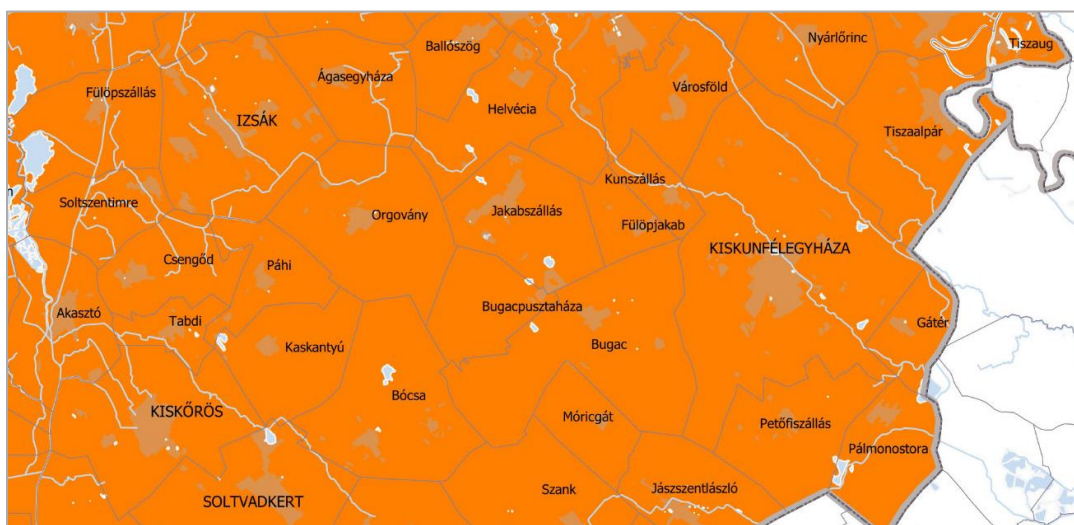 Nyárlőrinc
Tiszaug
Ballószög
Ágasegyháza
Városföld
Fülöpszállás
Helvécia
IZSÁK
Tiszaalpár
Kunszállás
Soltszentimre
Orgovány
Jakabszállás
Fülöpjakab
KISKUNFÉLEGYHÁZA
Csengőd
Páhi
Akasztó
Tabdi
Bugacpusztaháza
Gátér
Kaskantyú
Bugac
Bócsa
KISKŐRÖS
Móricgát
Petőfiszállás
Pálmonostora
SOLTVADKERT
Szank
Jászszentlászló